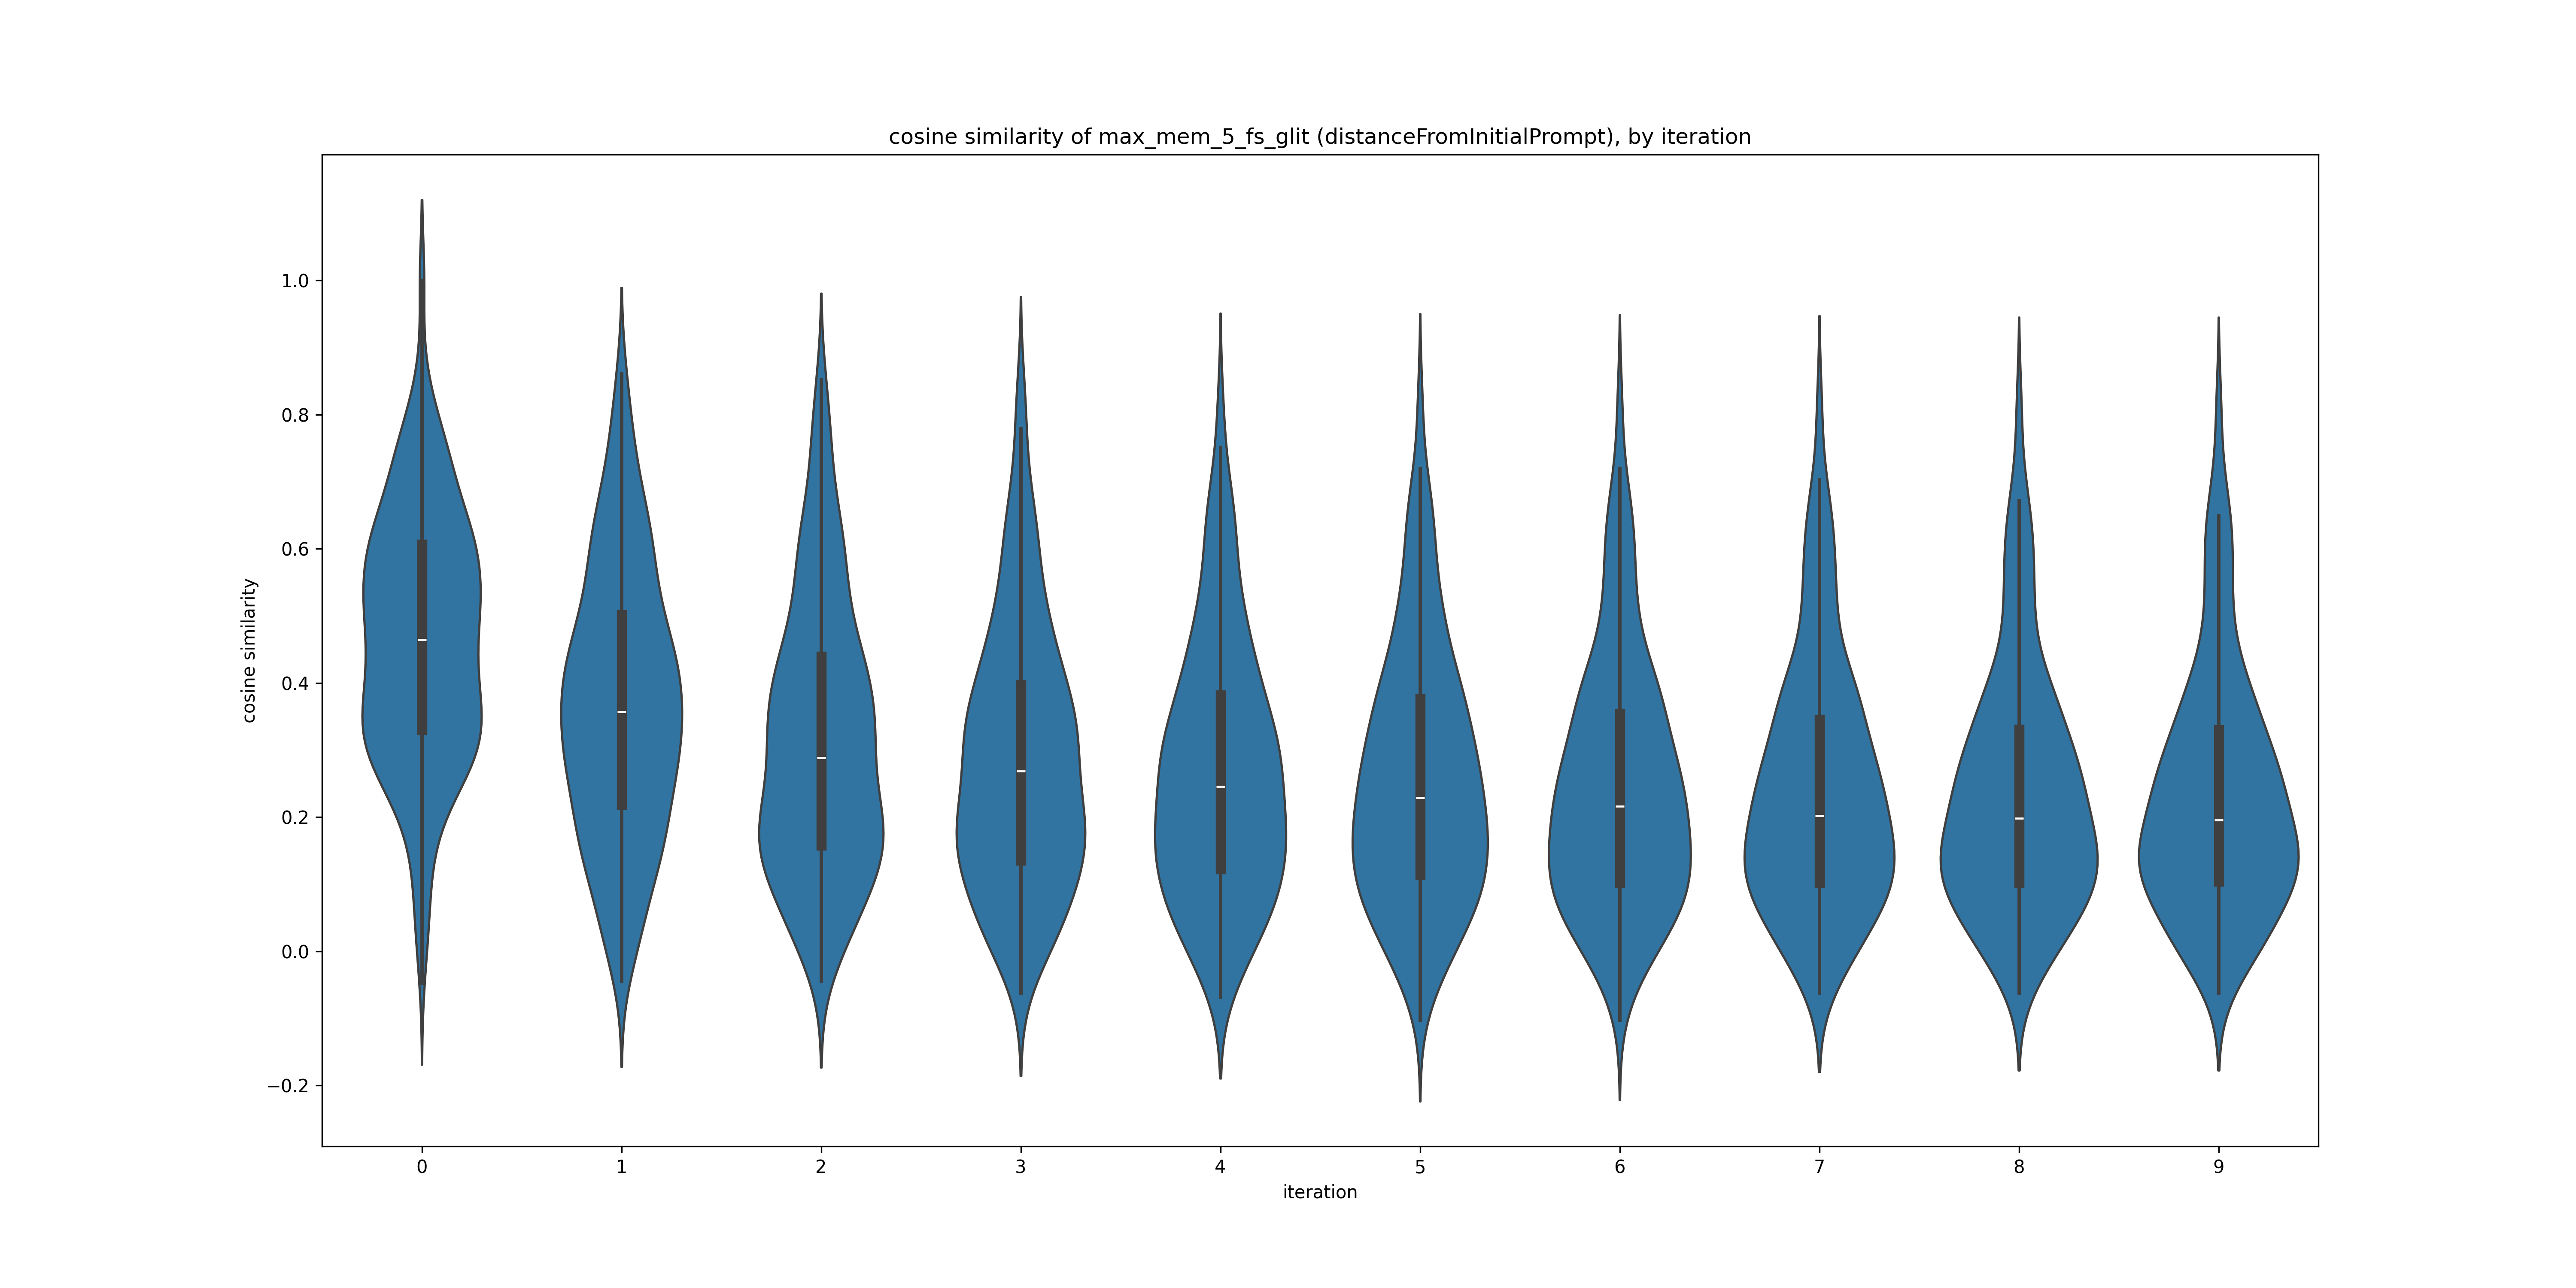 cosine similarity of max_mem_5_fs_glit (distanceFromInitialPrompt), by iteration
cosine similarity
1.0
0.8
0.6
0.4
0.2
0.0
−0.2
0 1 2 3 4 5 6 7 8 9
iteration